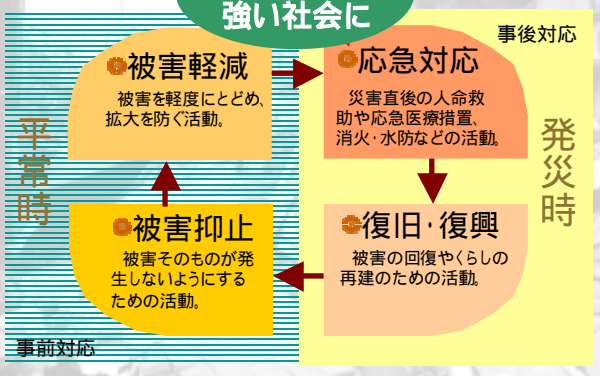 強い社会に
事後対応
被害軽減
被害を軽度にとどめ、
拡大を防ぐ活動。
応急対応
災害直後の人命救
助や応急医療措置、
消火・水防などの活動。
平常時
発災時
被害抑止
被害そのものが発
生しないようにする
ための活動。
復旧・復興
被害の回復やくらしの
再建のための活動。
事前対応